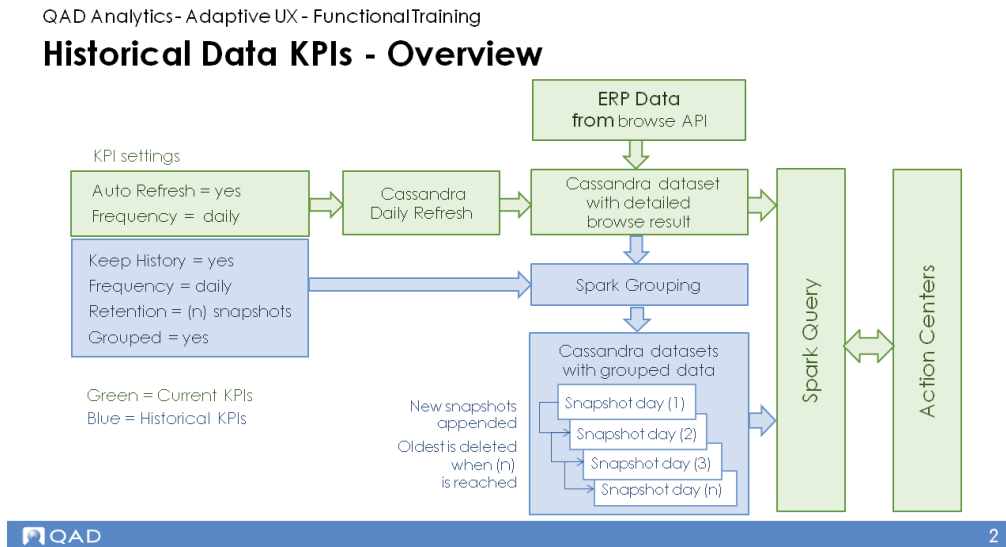 QAD Analytics - Adaptive UX - Functional Training
Historical Data KPIs - Overview
ERP Data
from browse API
KPI settings
Auto Refresh = yes
Frequency = daily
Cassandra
Daily Refresh
Cassandra dataset
with detailed
browse result
Keep History = yes
Frequency = daily
Retention = (n) snapshots
Grouped = yes
Spark Grouping
Cassandra datasets
with grouped data
Snapshot day (1)
Snapshot day (2)
Snapshot day (3)
Snapshot day (n)
Green = Current KPIs
Blue = Historical KPIs
New snapshots
appended
Oldest is deleted
when (n)
is reached
Spark Query
Action Centers
QAD
2